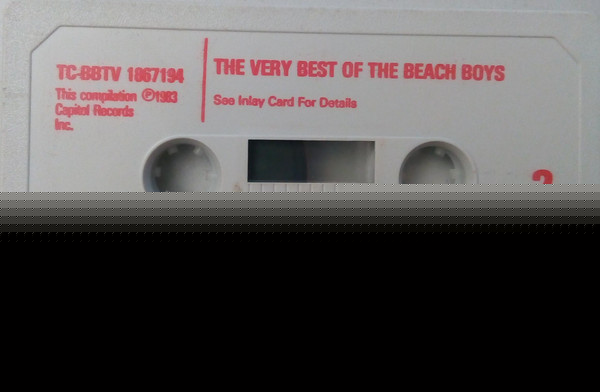 TC-BBTV 1867194
This compilation ℗1983
Capitol Records
Inc.
THE VERY BEST OF THE BEACH BOYS
See Inlay Card For Details